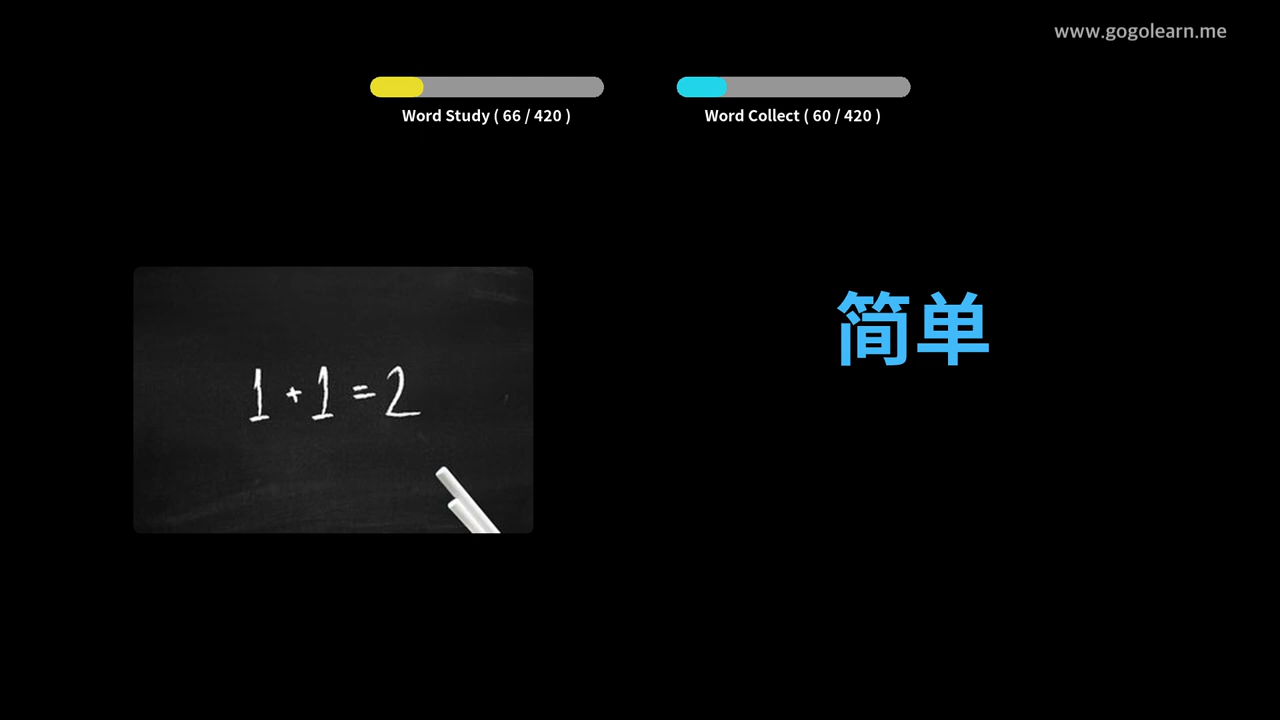 www.gogolearn.me
Word Study ( 66 / 420 )
Word Collect ( 60 / 420 )
简单
1 + 1 = 2